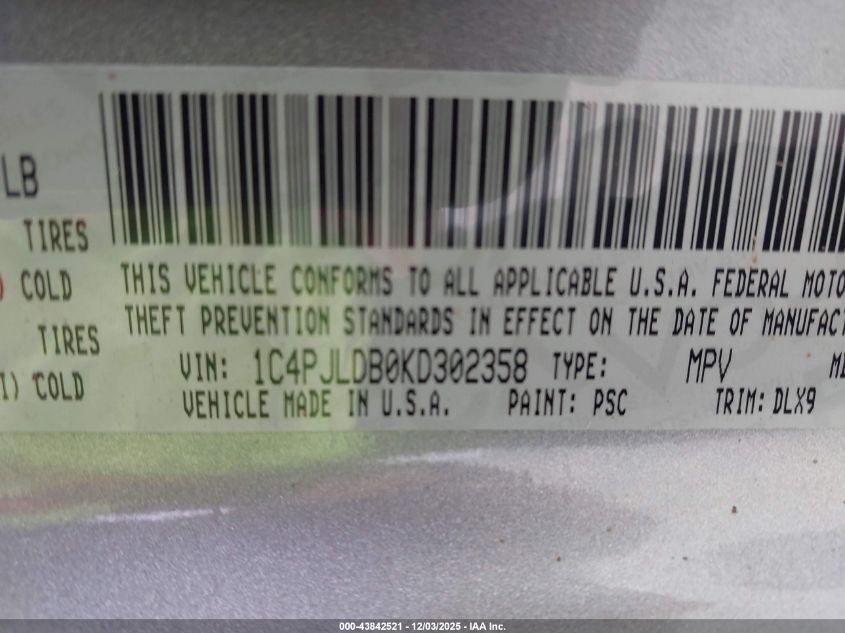 LB
TIRES
) COLD
TIRES
I) COLD
THIS VEHICLE CONFORMS TO ALL APPLICABLE U.S.A. FEDERAL MOTO
THEFT PREVENTION STANDARDS IN EFFECT ON THE DATE OF MANUFACT
VIN: 1C4PJLDB0KD302358 TYPE: MPV
VEHICLE MADE IN U.S.A. PAINT: PSC TRIM: DLX9
000-43842521 - 12/03/2025 - IAA Inc.